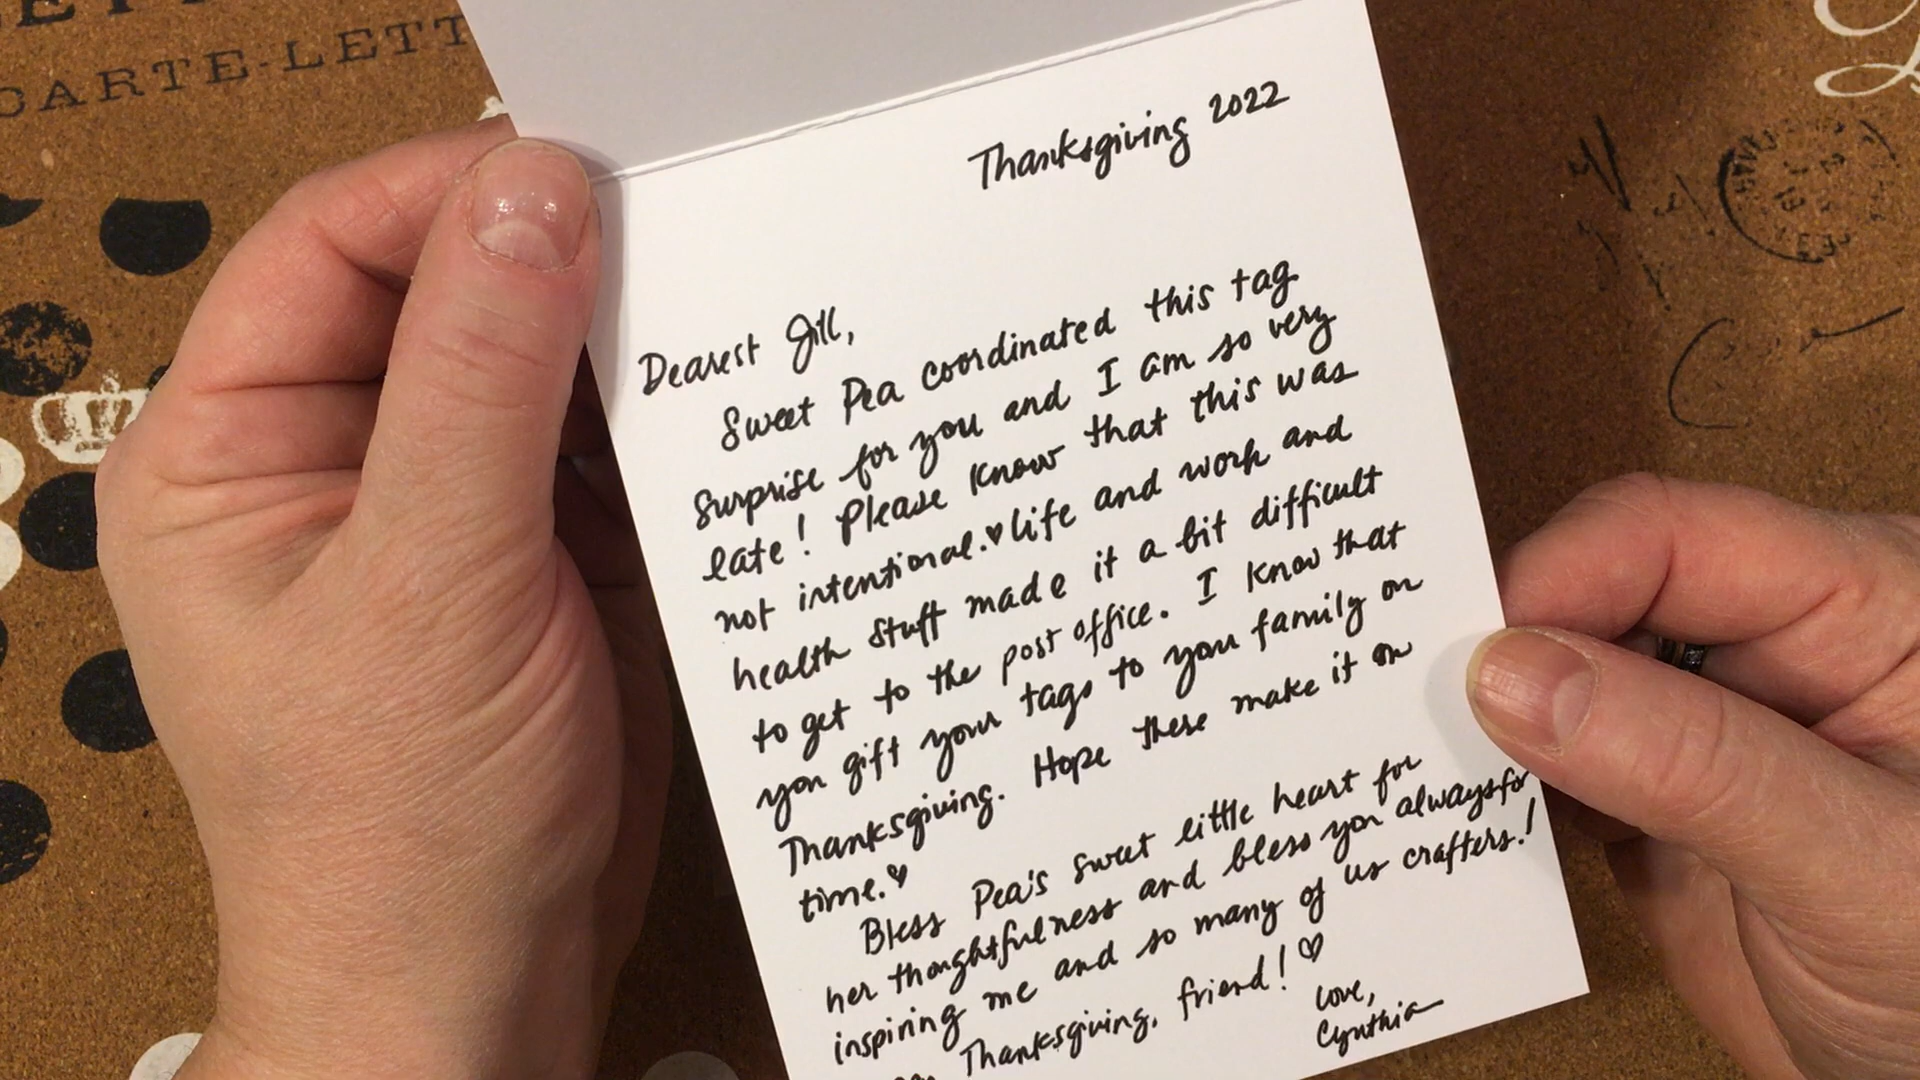 CARTE-LETT
Thanksgiving 2022
Dearest Jill,
Sweet Pea coordinated this tag
surprise for you and I am so very
late! Please know that this was
not intentional.♥ Life and work and
health stuff made it a bit difficult
to get to the post office. I know that
you gift your tags to your family on
Thanksgiving. Hope these make it on
time.♥
Bless Pea's sweet little heart for
her thoughtfulness and bless you always for
inspiring me and so many of us crafters!
Thanksgiving, friend! ♡
Love,
Cynthia